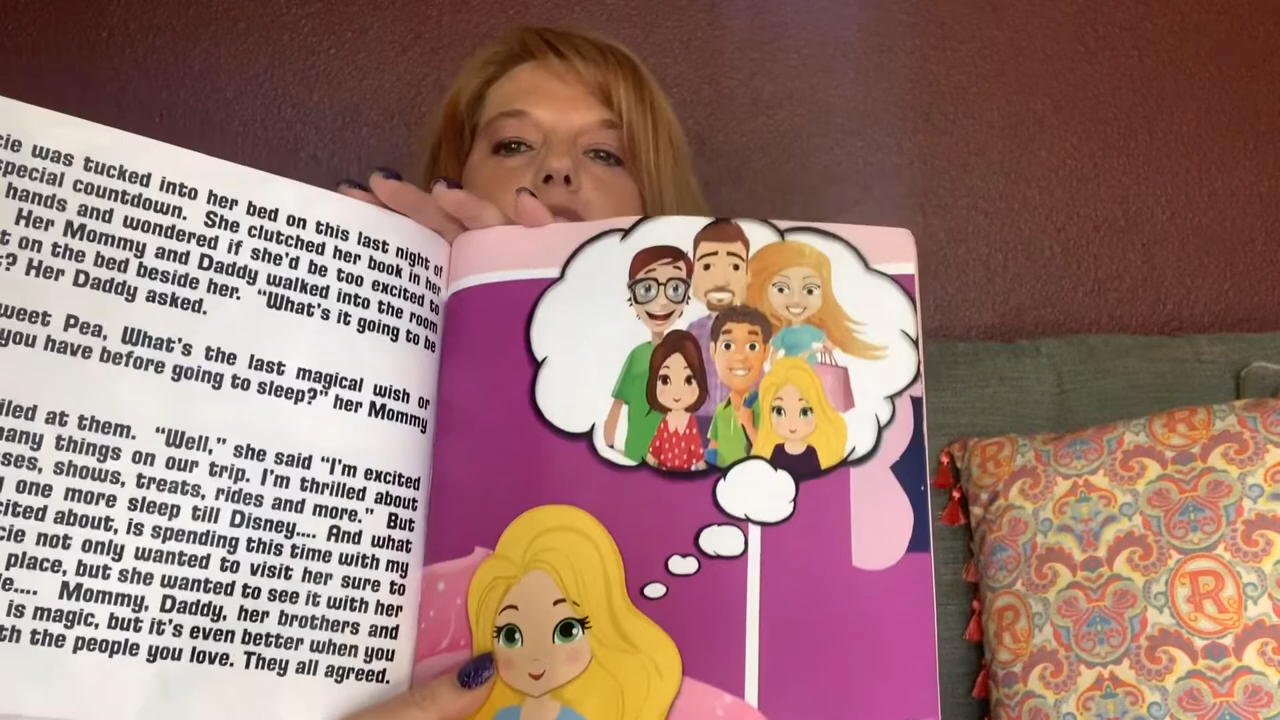 cie was tucked into her bed on this last night of
special countdown. She clutched her book in her
hands and wondered if she'd be too excited to
Her Mommy and Daddy walked into the room
t on the bed beside her. "What's it going to be
t? Her Daddy asked.
weet Pea, What's the last magical wish or
you have before going to sleep?" her Mommy
iled at them. "Well," she said "I'm excited
many things on our trip. I'm thrilled about
sses, shows, treats, rides and more." But
one more sleep till Disney.... And what
cited about, is spending this time with my
cie not only wanted to visit her sure to
place, but she wanted to see it with her
e.... Mommy, Daddy, her brothers and
is magic, but it's even better when you
th the people you love. They all agreed.
R
R
R
R